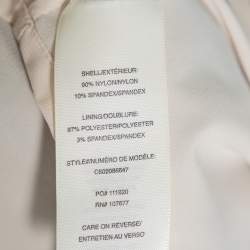 SHELL/EXTÉRIEUR:
90% NYLON/NYLON
10% SPANDEX/SPANDEX
LINING/DOUBLURE:
97% POLYESTER/POLYESTER
3% SPANDEX/SPANDEX
STYLE/NUMÉRO DE MODÈLE:
PO# 111920
RN# 107677
CARE ON REVERSE/
ENTRETIEN AU VERSO